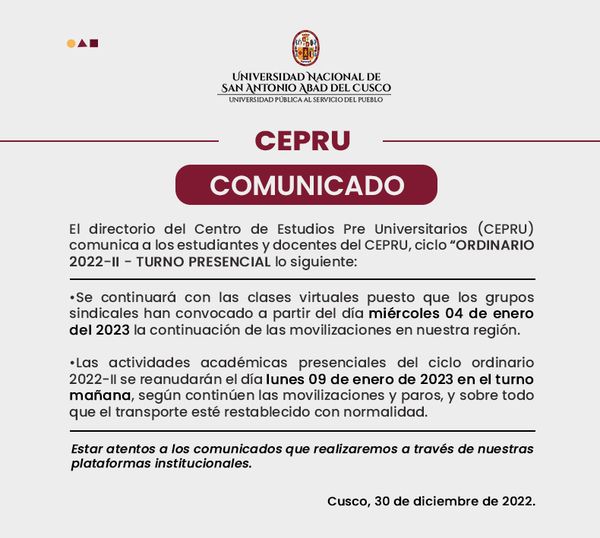 UNIVERSIDAD NACIONAL DE
SAN ANTONIO ABAD DEL CUSCO
UNIVERSIDAD PÚBLICA AL SERVICIO DEL PUEBLO
CEPRU
COMUNICADO
El directorio del Centro de Estudios Pre Universitarios (CEPRU)
comunica a los estudiantes y docentes del CEPRU, ciclo “ORDINARIO
2022-II - TURNO PRESENCIAL lo siguiente:
•Se continuará con las clases virtuales puesto que los grupos
sindicales han convocado a partir del día miércoles 04 de enero
del 2023 la continuación de las movilizaciones en nuestra región.
•Las actividades académicas presenciales del ciclo ordinario
2022-II se reanudarán el día lunes 09 de enero de 2023 en el turno
mañana, según continúen las movilizaciones y paros, y sobre todo
que el transporte esté restablecido con normalidad.
Estar atentos a los comunicados que realizaremos a través de nuestras
plataformas institucionales.
Cusco, 30 de diciembre de 2022.